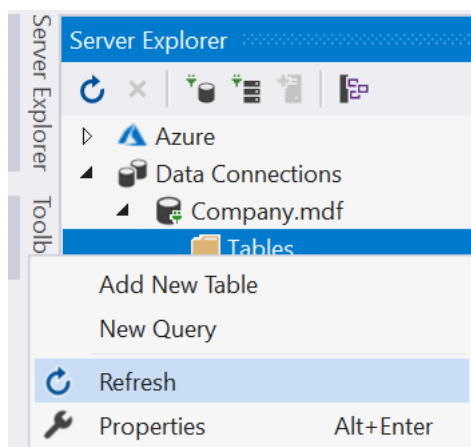 Server Explorer
Toolb
Server Explorer
Azure
Data Connections
Company.mdf
Tables
Add New Table
New Query
Refresh
Properties Alt+Enter